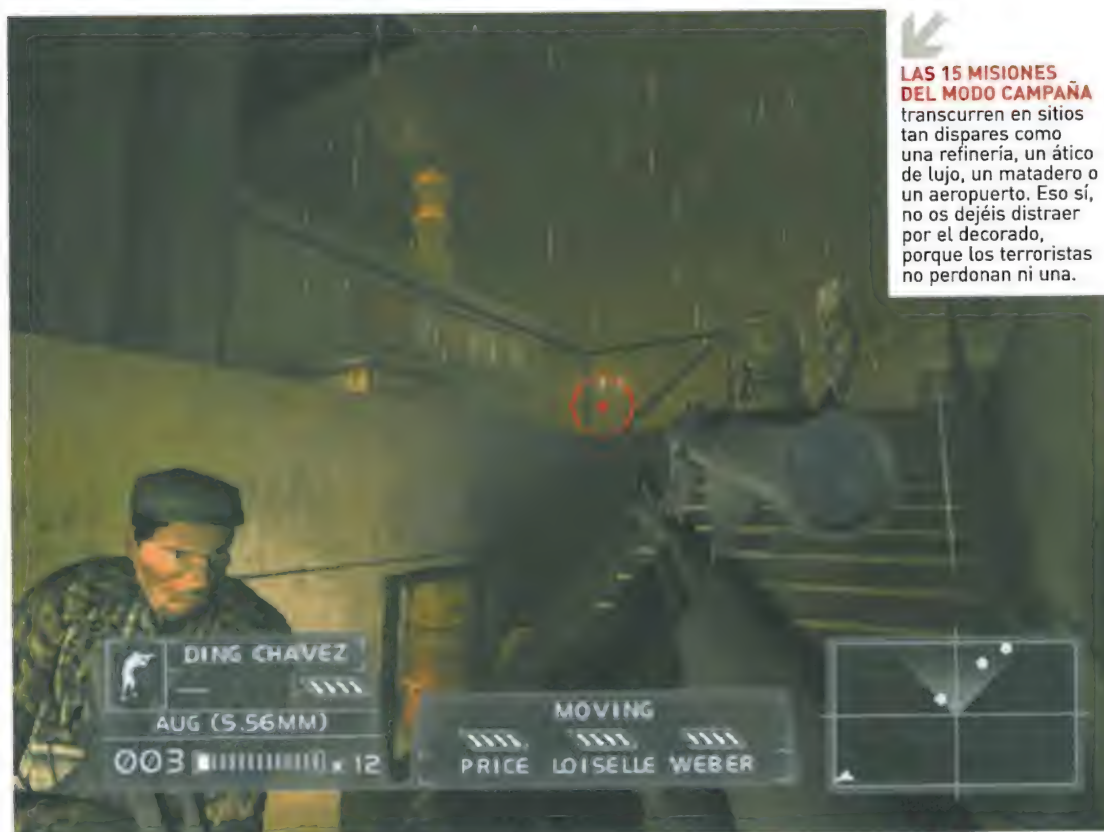 LAS 15 MISIONES
DEL MODO CAMPAÑA
transcurren en sitios
tan dispares como
una refinería, un ático
de lujo, un matadero o
un aeropuerto. Eso sí,
no os dejéis distraer
por el decorado,
porque los terroristas
no perdonan ni una.
DING CHAVEZ
AUG (5.56MM)
003 x 12
MOVING
PRICE LOISELLE WEBER